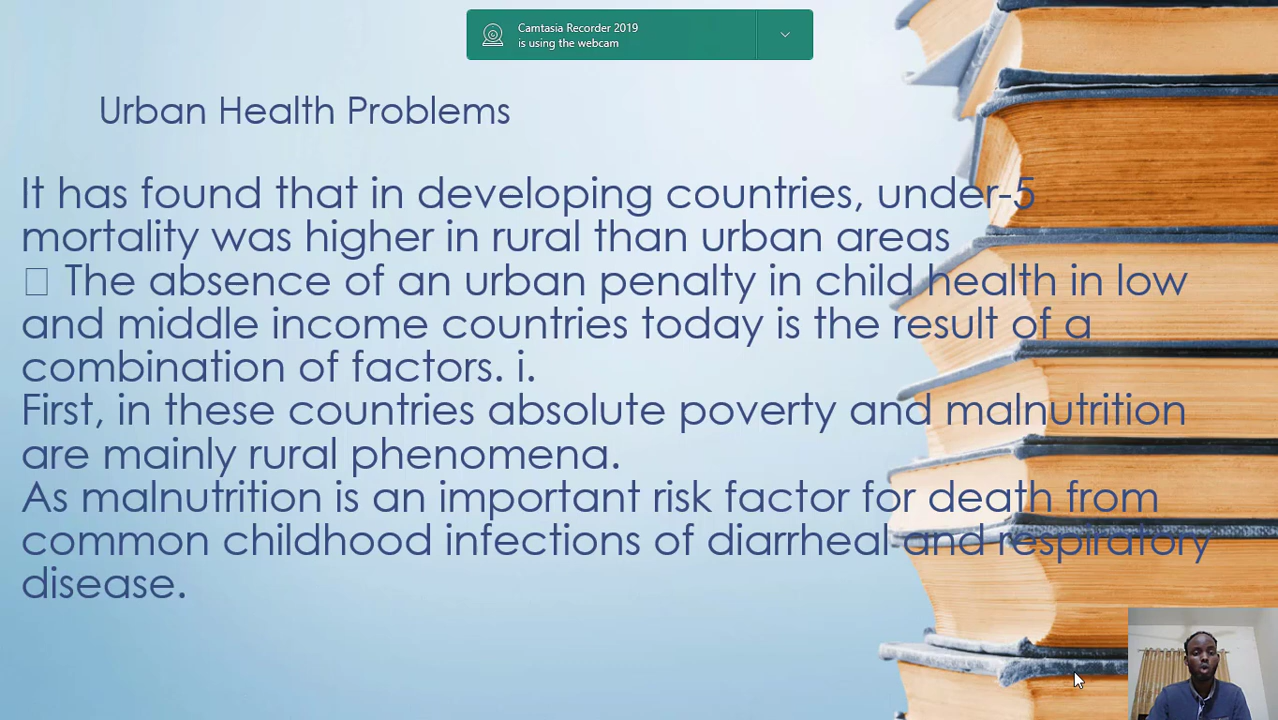 Camtasia Recorder 2019
is using the webcam
Urban Health Problems
It has found that in developing countries, under-5
mortality was higher in rural than urban areas
□ The absence of an urban penalty in child health in low
and middle income countries today is the result of a
combination of factors. i.
First, in these countries absolute poverty and malnutrition
are mainly rural phenomena.
As malnutrition is an important risk factor for death from
common childhood infections of diarrheal and respiratory
disease.